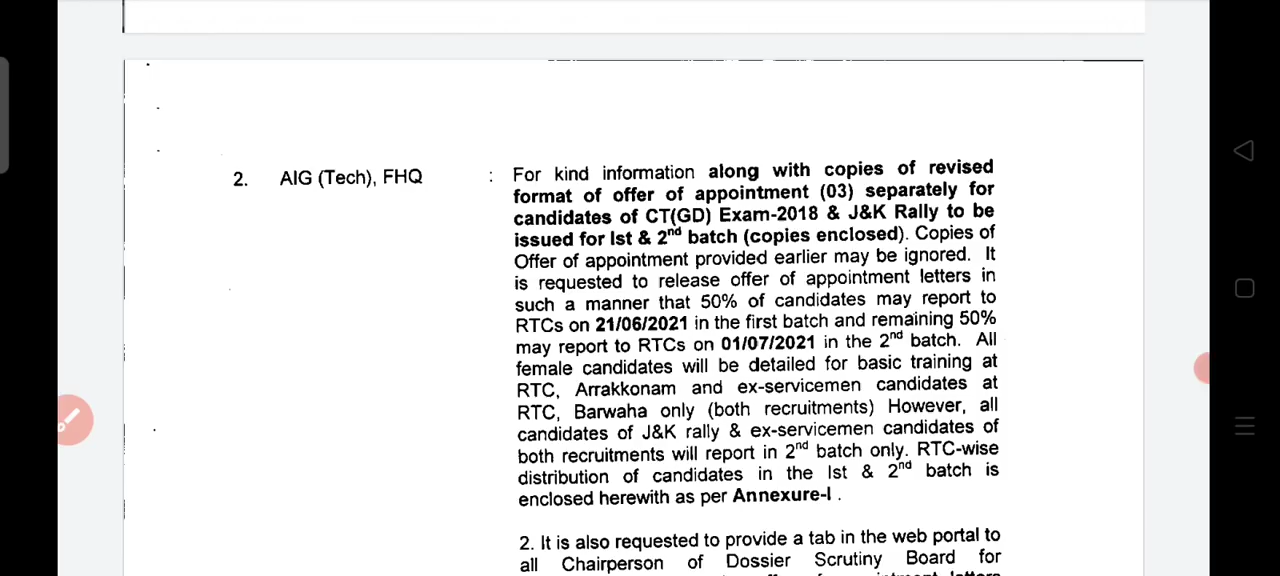 2. AIG (Tech), FHQ : For kind information along with copies of revised
format of offer of appointment (03) separately for
candidates of CT(GD) Exam-2018 & J&K Rally to be
issued for Ist & 2nd batch (copies enclosed). Copies of
Offer of appointment provided earlier may be ignored. It
is requested to release offer of appointment letters in
such a manner that 50% of candidates may report to
RTCs on 21/06/2021 in the first batch and remaining 50%
may report to RTCs on 01/07/2021 in the 2nd batch. All
female candidates will be detailed for basic training at
RTC, Arrakkonam and ex-servicemen candidates at
RTC, Barwaha only (both recruitments) However, all
candidates of J&K rally & ex-servicemen candidates of
both recruitments will report in 2nd batch only. RTC-wise
distribution of candidates in the Ist & 2nd batch is
enclosed herewith as per Annexure-I .
2. It is also requested to provide a tab in the web portal to
all Chairperson of Dossier Scrutiny Board for